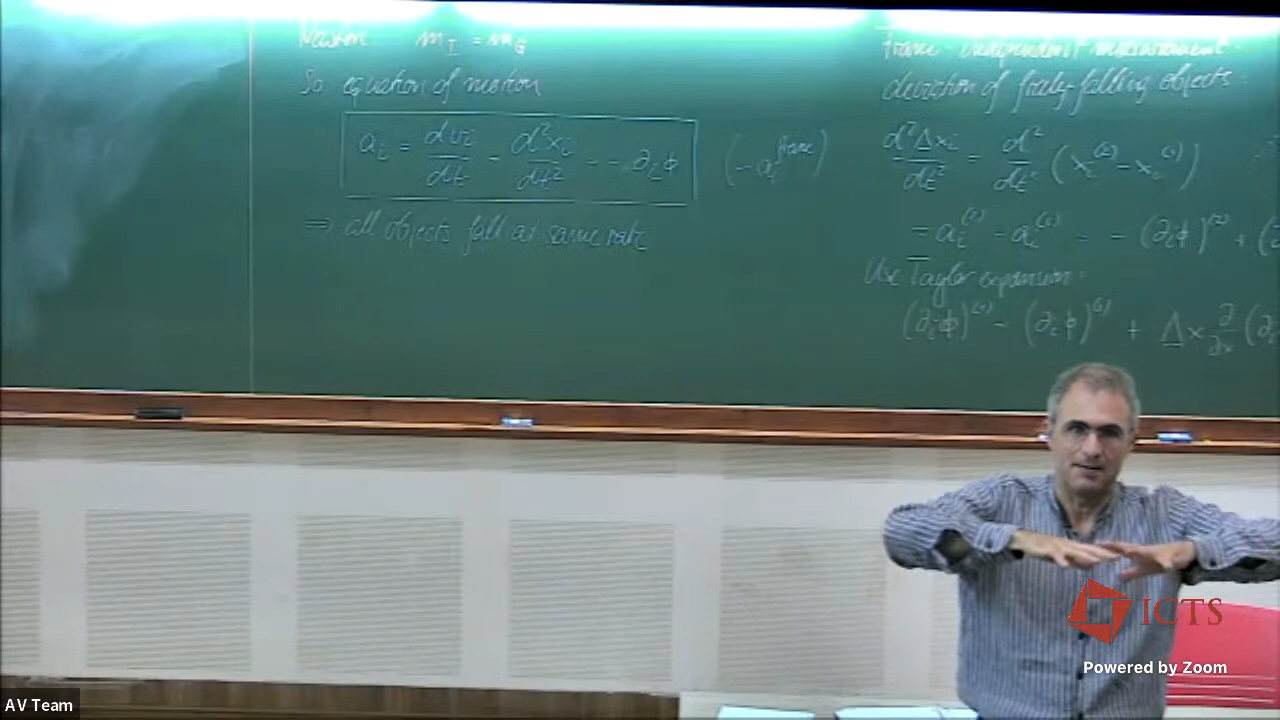 Newton m_I = m_G
So equation of motion
a_i = dv_i/dt = d²x_i/dt² = - ∂_i φ (- a_i^frame)
⇒ all objects fall at same rate
frame-independent measurement:
deviation of freely-falling objects:
d²Δx_i/dt² = d²/dt² (x_i^(2) - x_i^(1))
= a_i^(2) - a_i^(1) = - (∂_i φ)^(2) + (∂
Use Taylor expansion:
(∂_i φ)^(2) = (∂_i φ)^(1) + Δx ∂/∂x (∂
ICTS
Powered by Zoom
AV Team